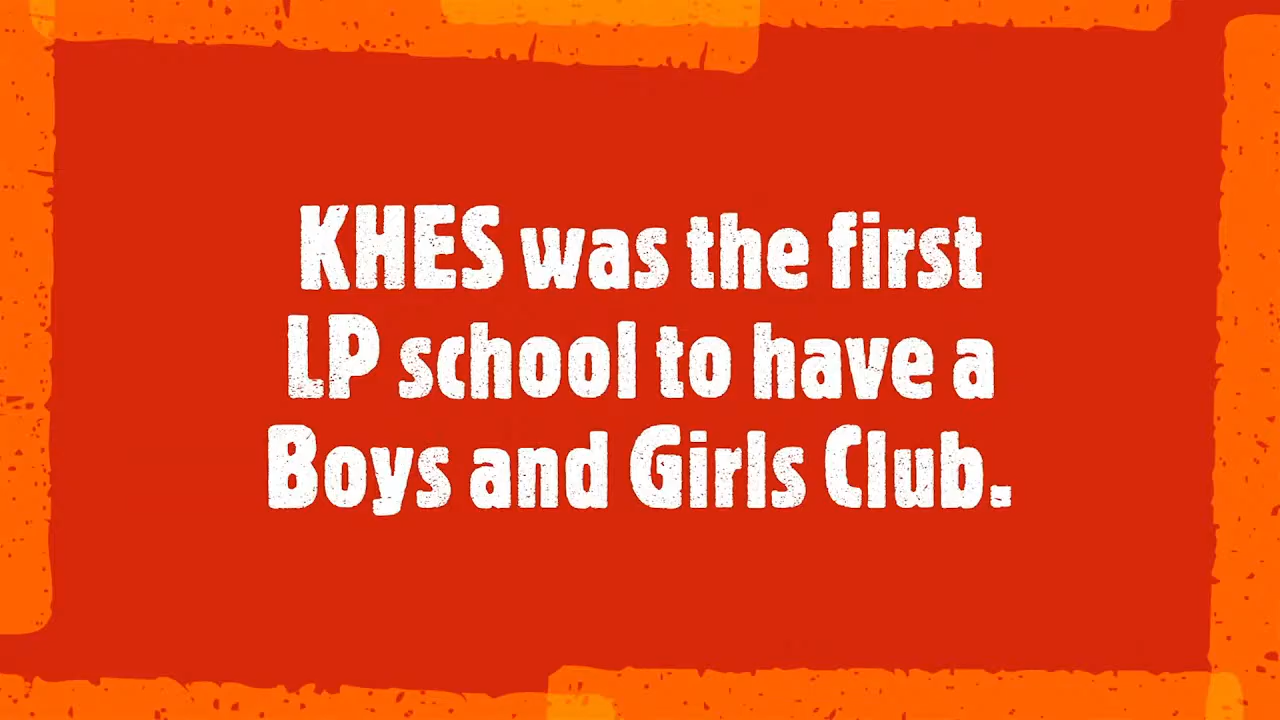 KHES was the first
LP school to have a
Boys and Girls Club.